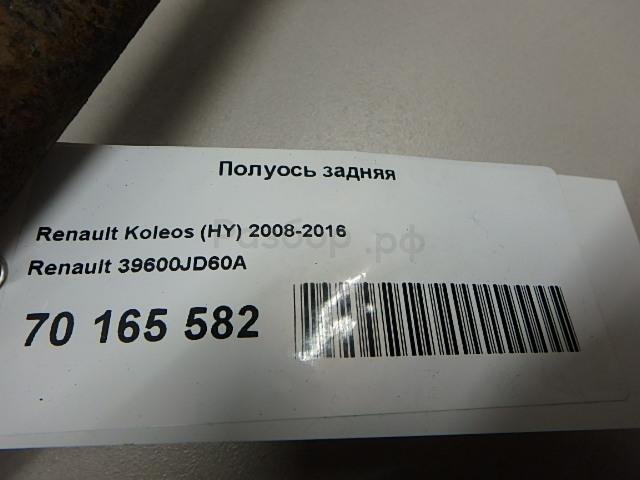 Полуось задняя
Renault Koleos (HY) 2008-2016
Разбор.рф
Renault 39600JD60A
70 165 582